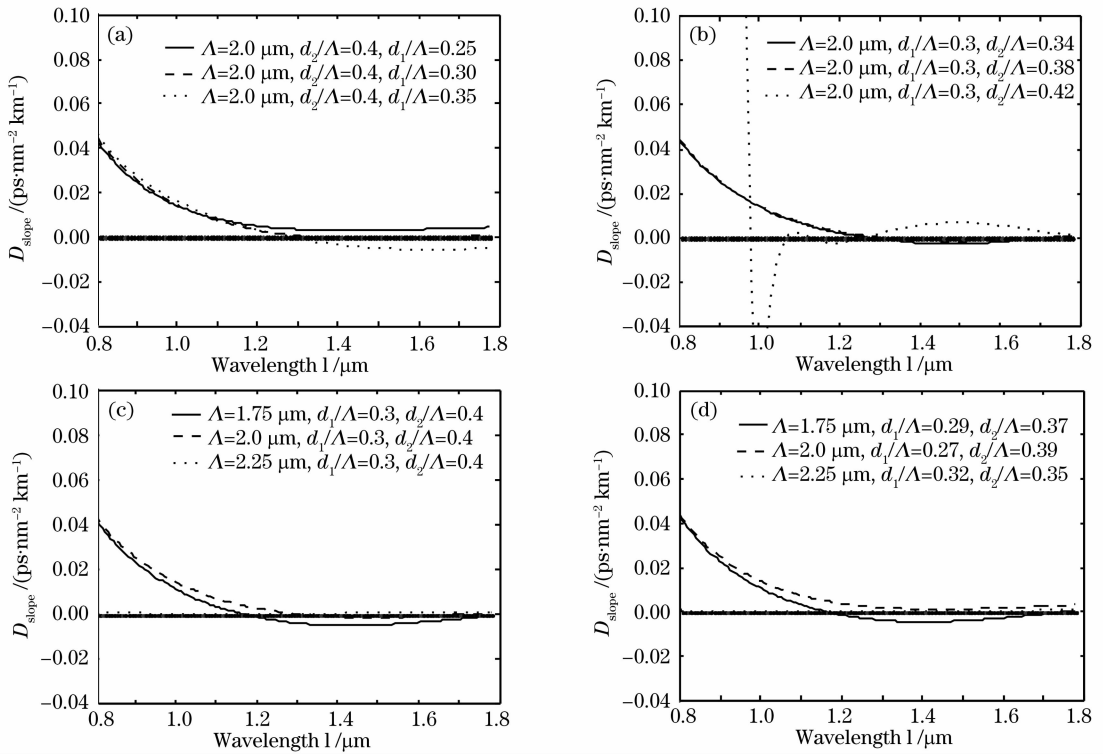 (a)
Λ=2.0 μm, d₂/Λ=0.4, d₁/Λ=0.25
Λ=2.0 μm, d₂/Λ=0.4, d₁/Λ=0.30
Λ=2.0 μm, d₂/Λ=0.4, d₁/Λ=0.35
0.10
0.08
0.06
0.04
0.02
0.00
−0.02
−0.04
D slope /(ps·nm⁻² km⁻¹)
0.8 1.0 1.2 1.4 1.6 1.8
Wavelength l /μm
(b)
Λ=2.0 μm, d₁/Λ=0.3, d₂/Λ=0.34
Λ=2.0 μm, d₁/Λ=0.3, d₂/Λ=0.38
Λ=2.0 μm, d₁/Λ=0.3, d₂/Λ=0.42
0.10
0.08
0.06
0.04
0.02
0.00
−0.02
−0.04
D slope /(ps·nm⁻² km⁻¹)
0.8 1.0 1.2 1.4 1.6 1.8
Wavelength l /μm
(c)
Λ=1.75 μm, d₁/Λ=0.3, d₂/Λ=0.4
Λ=2.0 μm, d₁/Λ=0.3, d₂/Λ=0.4
Λ=2.25 μm, d₁/Λ=0.3, d₂/Λ=0.4
0.10
0.08
0.06
0.04
0.02
0.00
−0.02
−0.04
D slope /(ps·nm⁻² km⁻¹)
0.8 1.0 1.2 1.4 1.6 1.8
Wavelength l /μm
(d)
Λ=1.75 μm, d₁/Λ=0.29, d₂/Λ=0.37
Λ=2.0 μm, d₁/Λ=0.27, d₂/Λ=0.39
Λ=2.25 μm, d₁/Λ=0.32, d₂/Λ=0.35
0.10
0.08
0.06
0.04
0.02
0.00
−0.02
−0.04
D slope /(ps·nm⁻² km⁻¹)
0.8 1.0 1.2 1.4 1.6 1.8
Wavelength l /μm